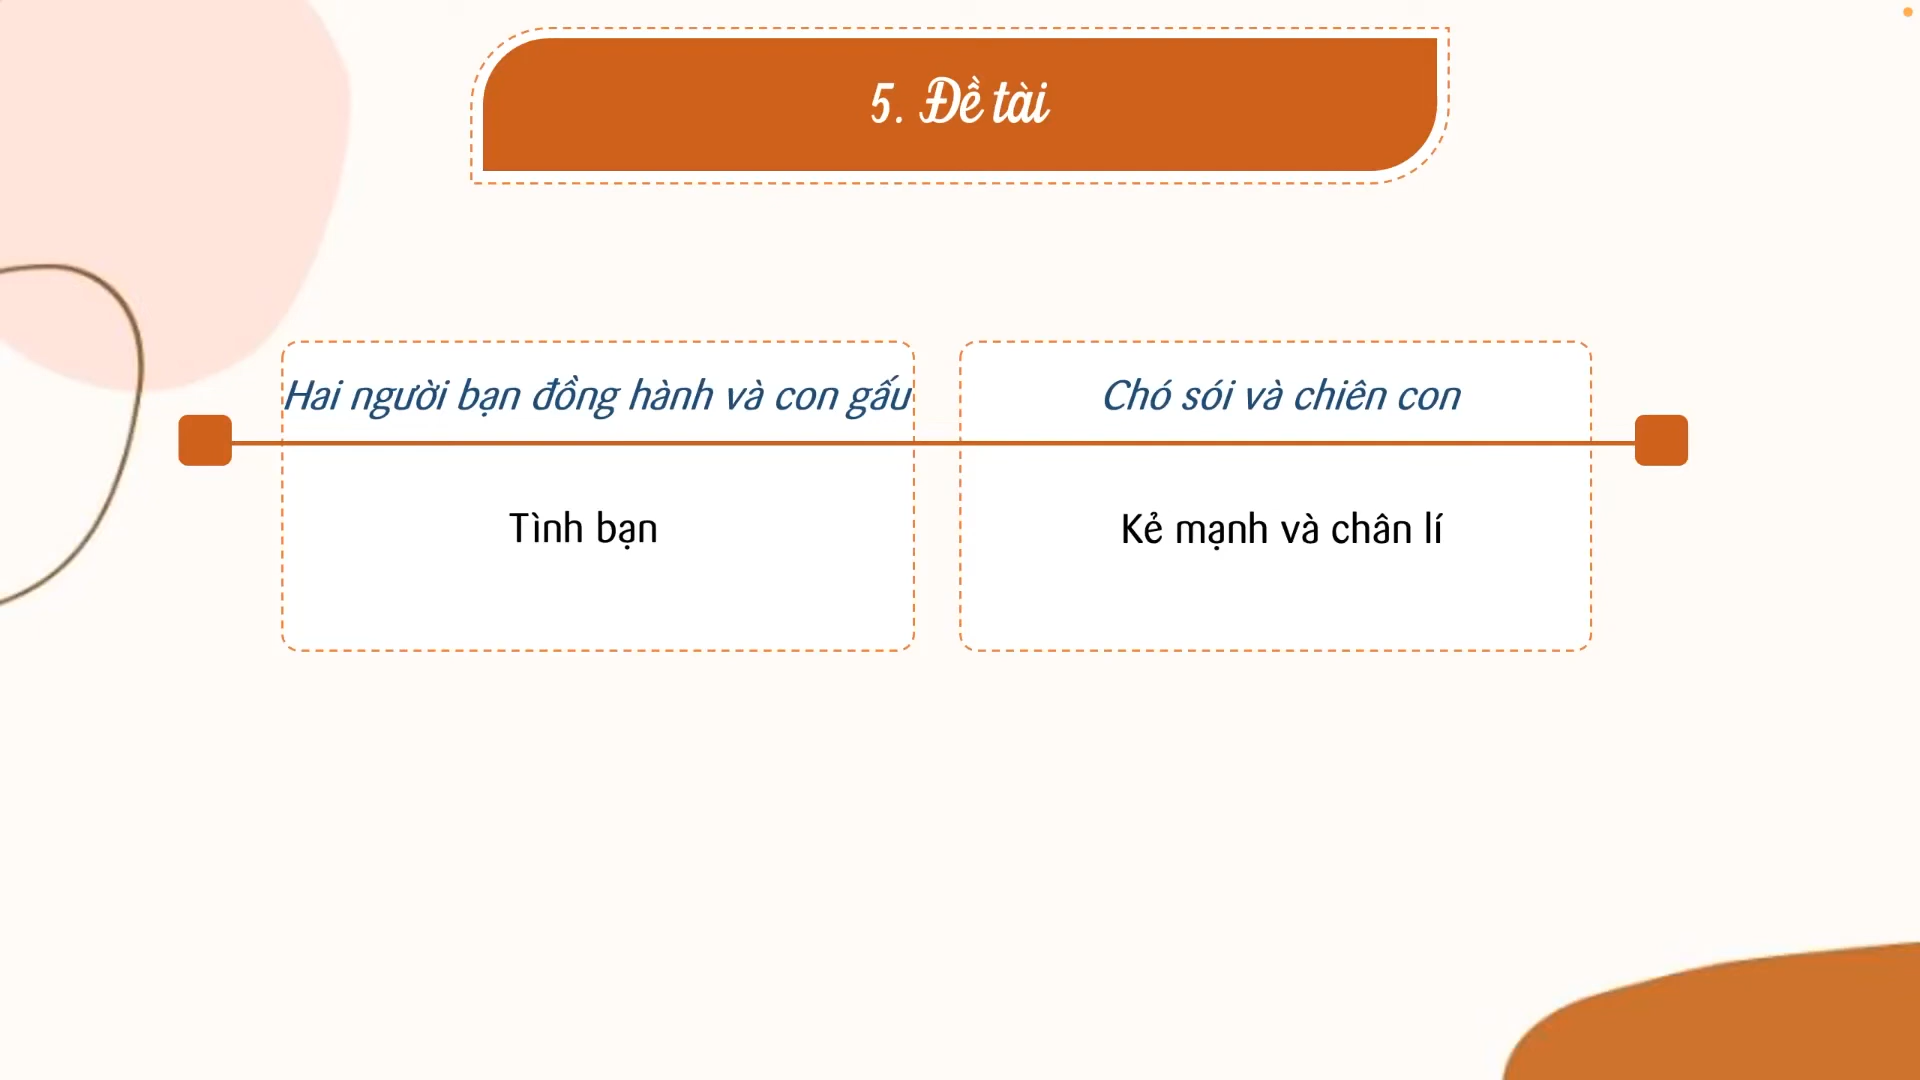 5. Đề tài
Hai người bạn đồng hành và con gấu
Tình bạn
Chó sói và chiên con
Kẻ mạnh và chân lí